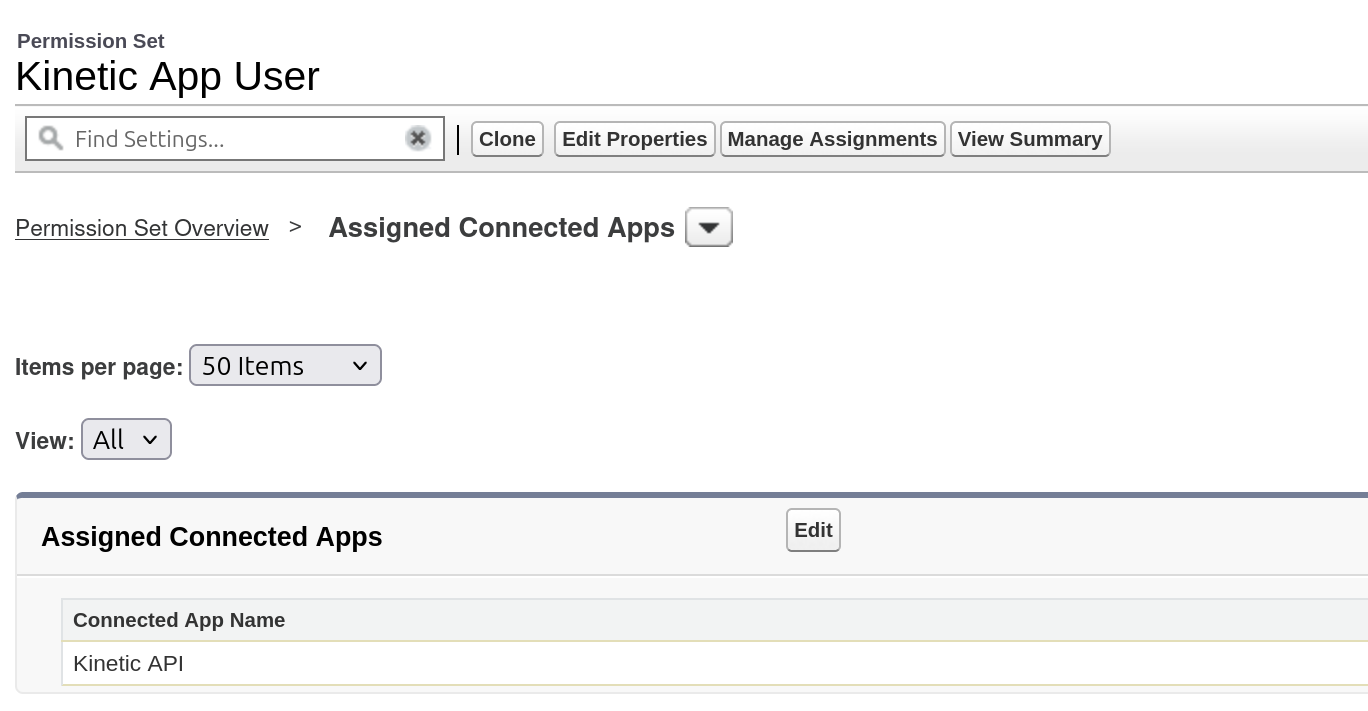 Permission Set
Kinetic App User
Find Settings...
Clone
Edit Properties
Manage Assignments
View Summary
Permission Set Overview > Assigned Connected Apps
Items per page: 50 Items
View: All
Assigned Connected Apps
Edit
Connected App Name
Kinetic API